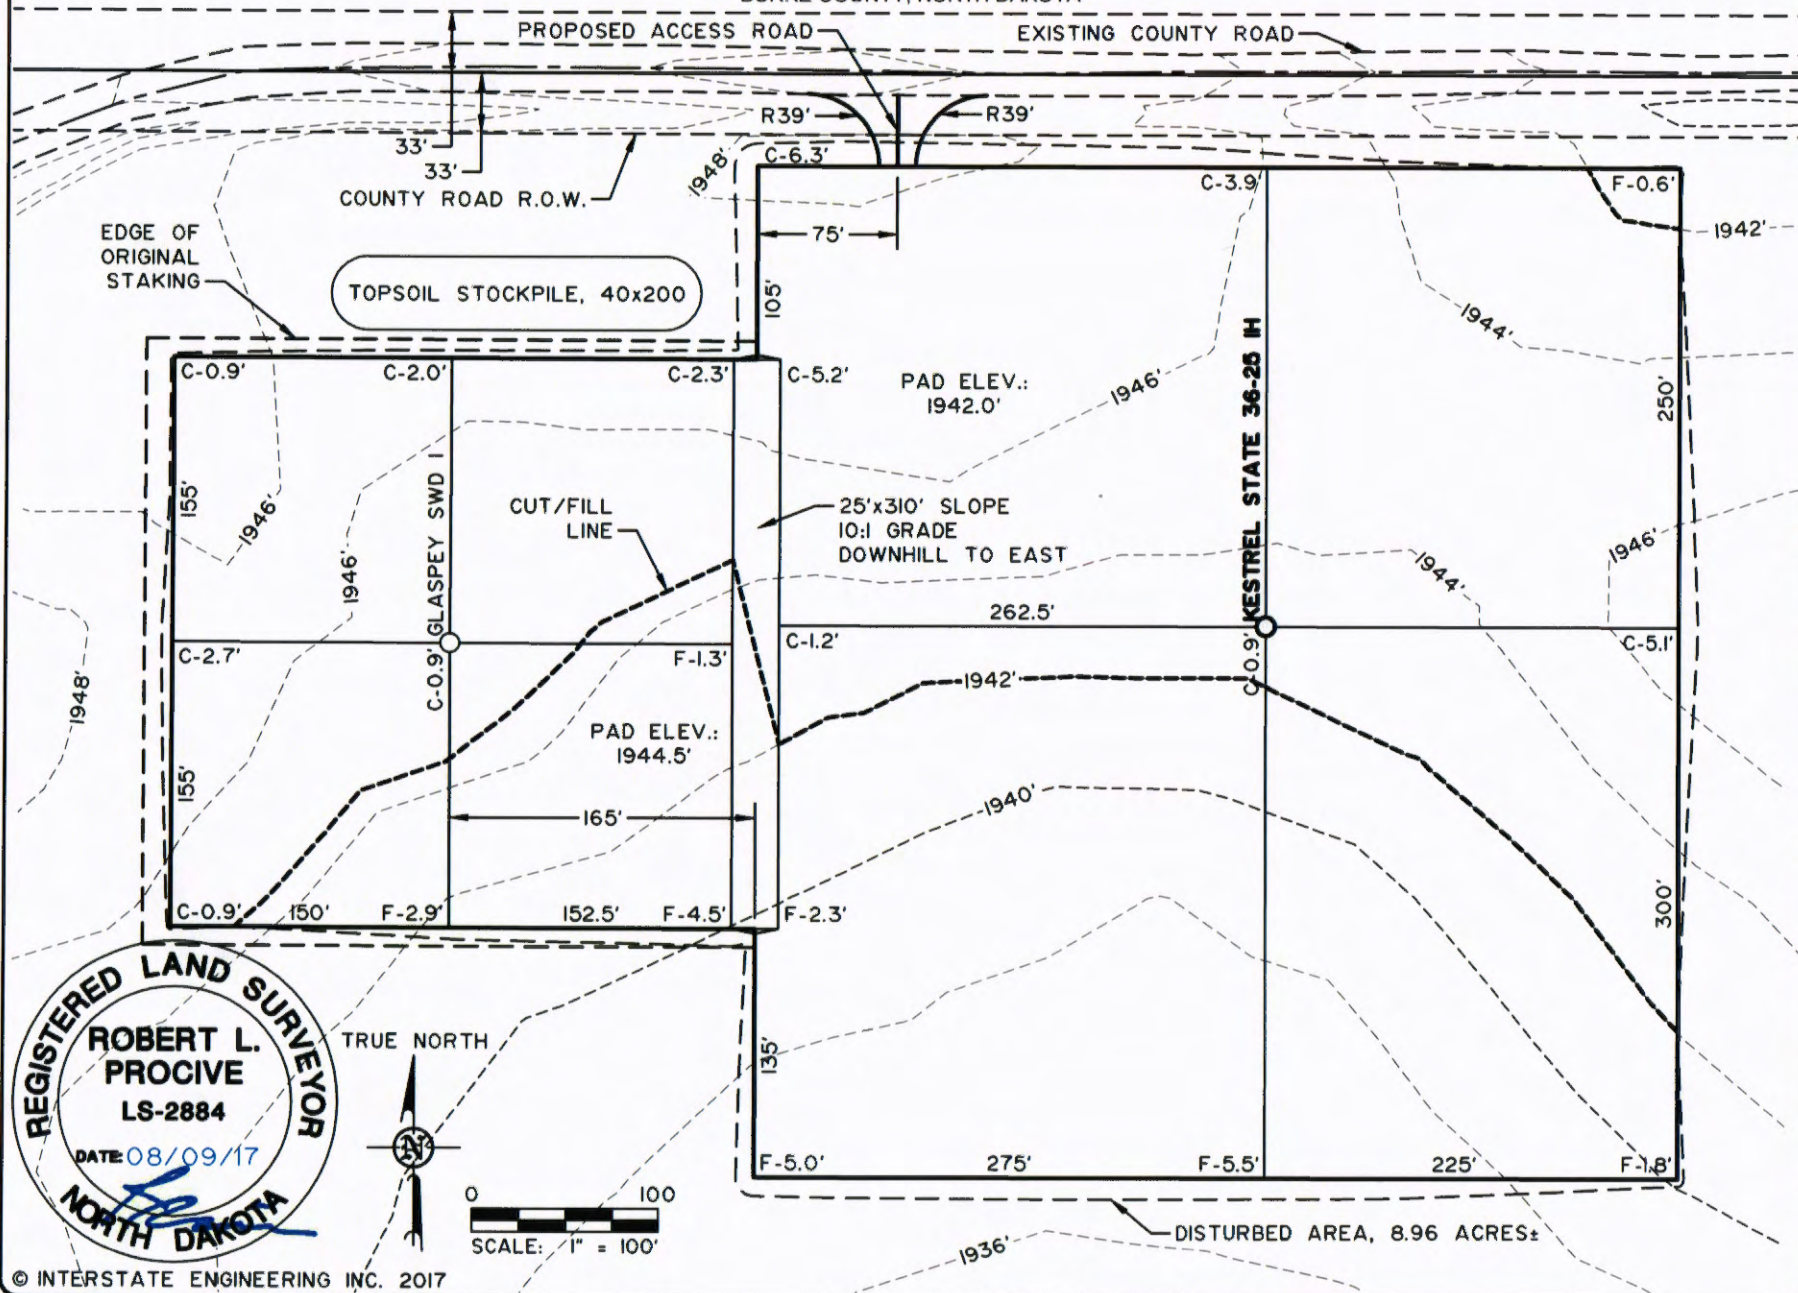 PROPOSED ACCESS ROAD
EXISTING COUNTY ROAD
R39'
R39'
33'
33'
COUNTY ROAD R.O.W.
1948'
C-6.3'
C-3.9
F-0.6'
1942'
75'
EDGE OF
ORIGINAL
STAKING
TOPSOIL STOCKPILE, 40x200
105'
1944'
C-0.9'
C-2.0'
C-2.3'
C-5.2'
PAD ELEV.:
1942.0'
1946'
KESTREL STATE 36-25 1H
250'
155'
1946'
1946'
GLASPEY SWD 1
CUT/FILL
LINE
25'x310' SLOPE
10:1 GRADE
DOWNHILL TO EAST
1944'
1946'
262.5'
C-2.7'
C-0.9'
F-1.3'
C-1.2'
C-0.9'
C-5.1'
1948'
1942'
PAD ELEV.:
1944.5'
155'
165'
1940'
300'
C-0.9'
150'
F-2.9'
152.5'
F-4.5'
F-2.3'
REGISTERED LAND SURVEYOR
ROBERT L.
PROCIVE
LS-2884
DATE: 08/09/17
NORTH DAKOTA
TRUE NORTH
N
135'
F-5.0'
275'
F-5.5'
225'
F-1.8'
0 100
SCALE: 1" = 100'
DISTURBED AREA, 8.96 ACRES±
1936'
© INTERSTATE ENGINEERING INC. 2017